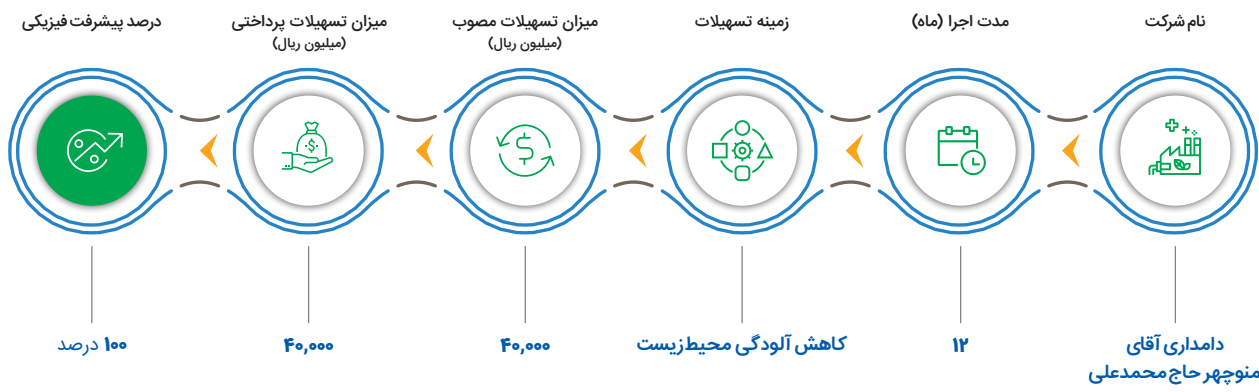 نام شرکت
مدت اجرا (ماه)
زمینه تسهیلات
میزان تسهیلات مصوب
(میلیون ریال)
میزان تسهیلات پرداختی
(میلیون ریال)
درصد پیشرفت فیزیکی
دامداری آقای
منوچهر حاج محمدعلی
۱۲
کاهش آلودگی محیط‌زیست
۴۰,۰۰۰
۴۰,۰۰۰
۱۰۰ درصد